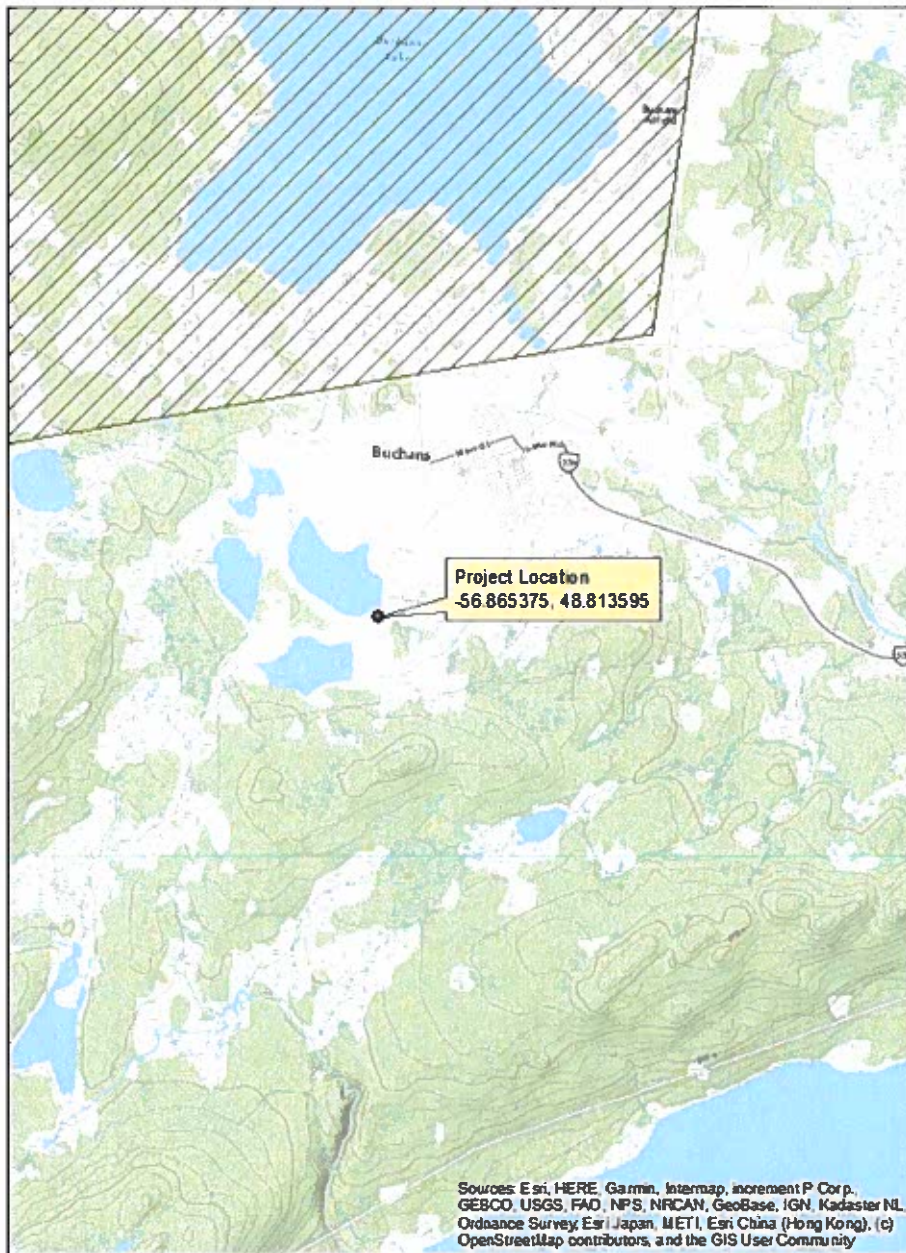 Lake
Buchans
Buchans
Project Location
-56.865375, 48.813595
Sources: Esri, HERE, Garmin, Intermap, increment P Corp.,
GEBCO, USGS, FAO, NPS, NRCAN, GeoBase, IGN, Kadaster NL,
Ordnance Survey, Esri Japan, METI, Esri China (Hong Kong), (c)
OpenStreetMap contributors, and the GIS User Community